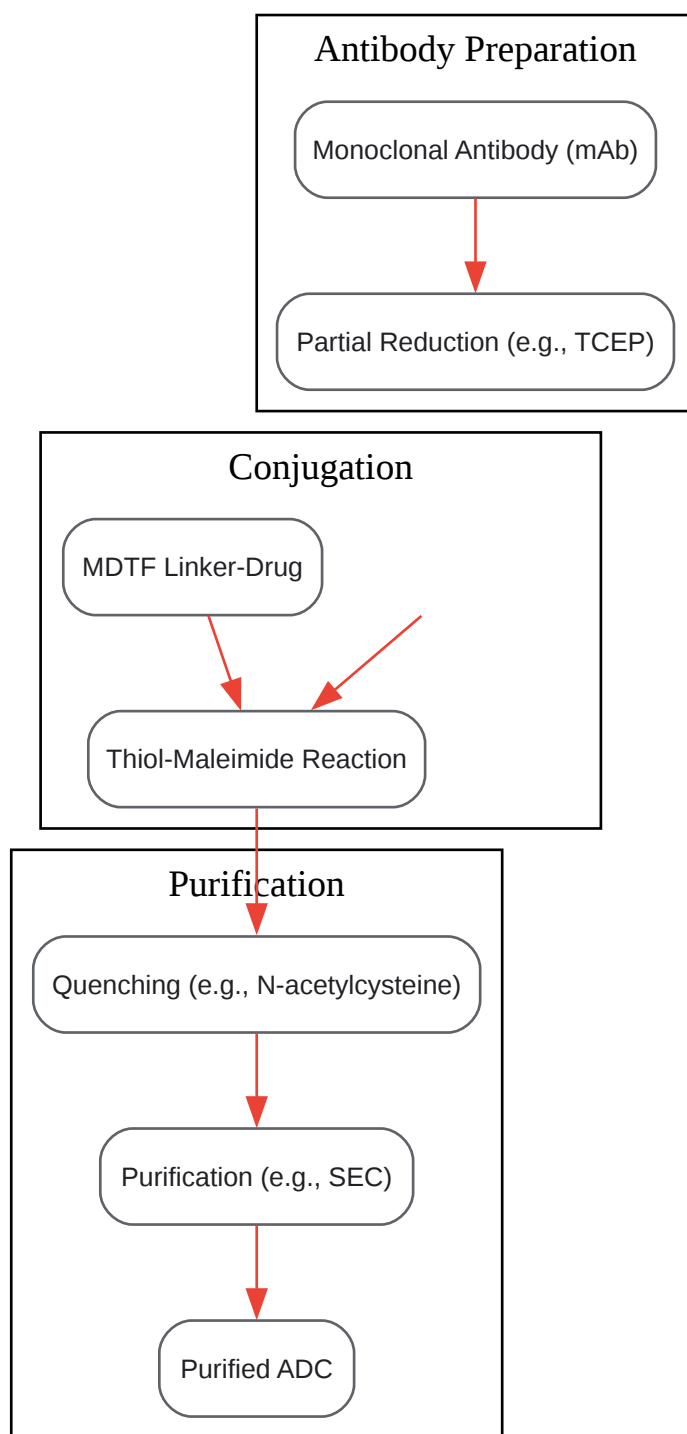 Antibody Preparation
Monoclonal Antibody (mAb)
Partial Reduction (e.g., TCEP)
Conjugation
MDTF Linker-Drug
Thiol-Maleimide Reaction
Purification
Quenching (e.g., N-acetylcysteine)
Purification (e.g., SEC)
Purified ADC